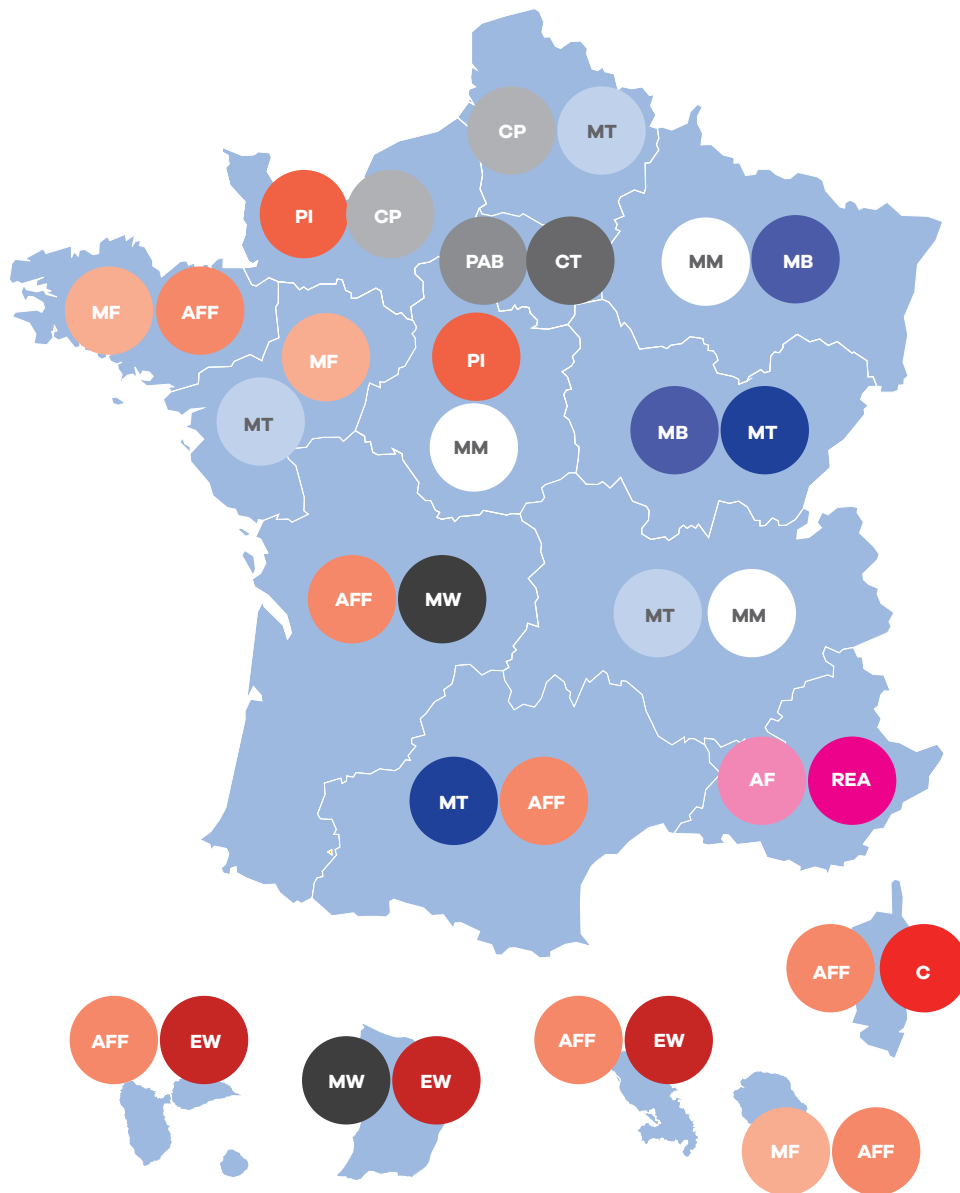 CP MT
PI CP
PAB CT
MM MB
MF AFF
MF
PI
MT
MB MT
MM
AFF MW
MT MM
AF REA
MT AFF
AFF C
AFF EW
AFF EW
MW EW
MF AFF